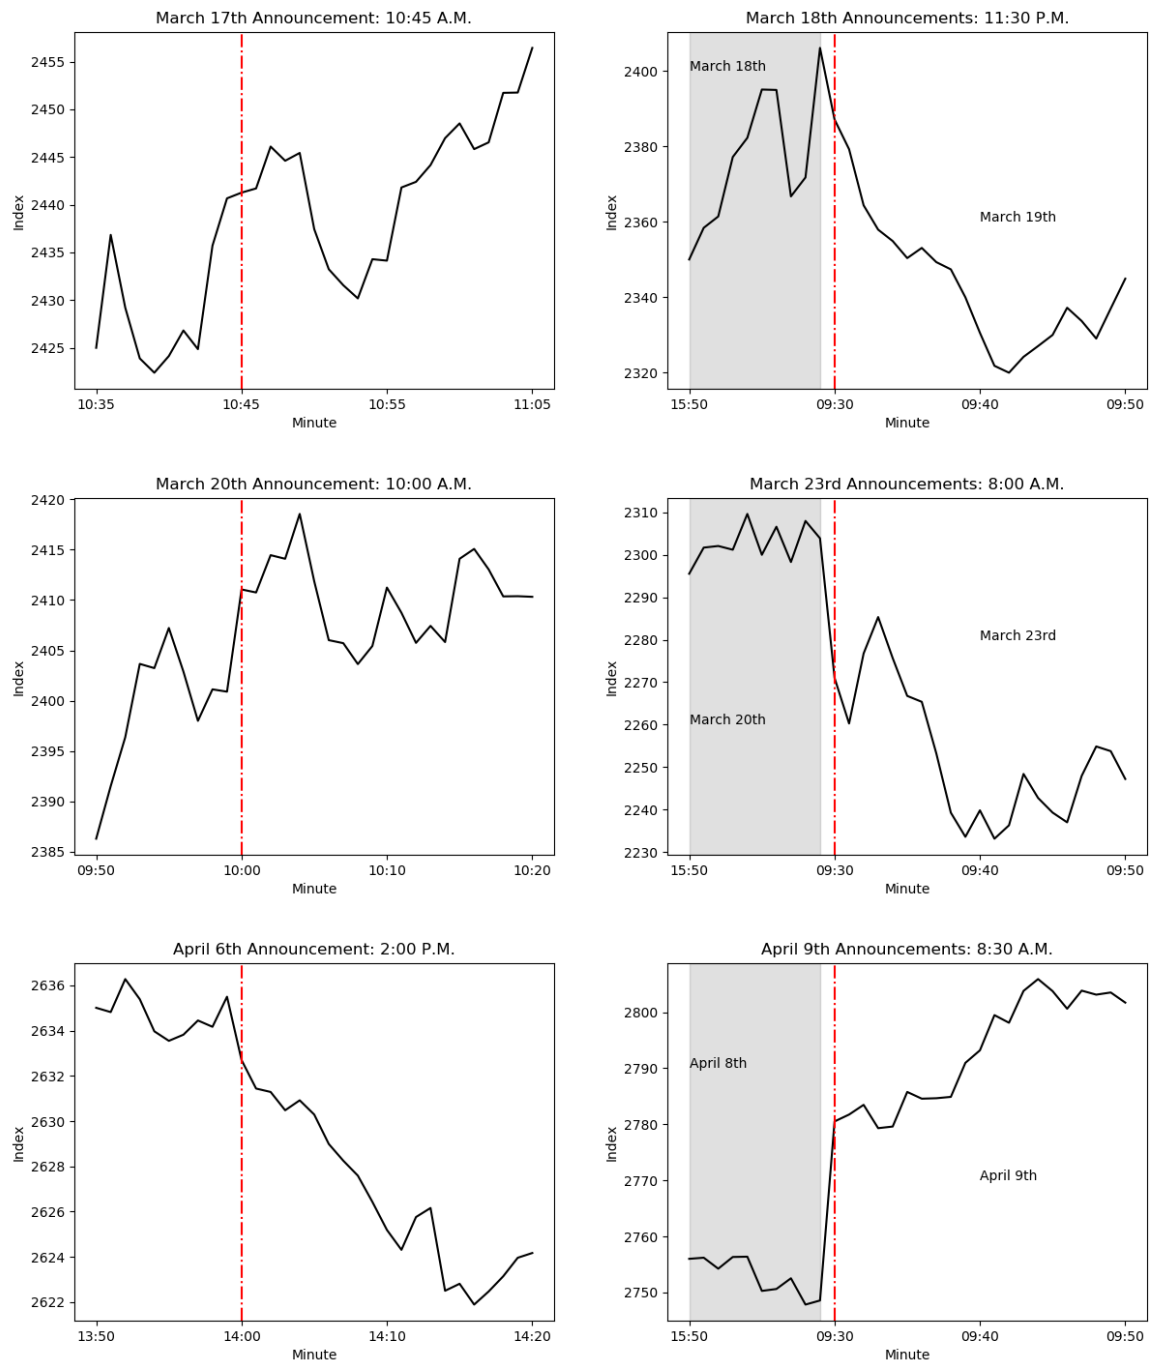 March 17th Announcement: 10:45 A.M.
2455
2450
2445
2440
2435
2430
2425
Index
10:35 10:45 10:55 11:05
Minute
March 18th Announcements: 11:30 P.M.
March 18th
March 19th
2400
2380
2360
2340
2320
Index
15:50 09:30 09:40 09:50
Minute
March 20th Announcement: 10:00 A.M.
2420
2415
2410
2405
2400
2395
2390
2385
Index
09:50 10:00 10:10 10:20
Minute
March 23rd Announcements: 8:00 A.M.
2310
2300
2290
2280
2270
2260
2250
2240
2230
Index
March 23rd
March 20th
15:50 09:30 09:40 09:50
Minute
April 6th Announcement: 2:00 P.M.
2636
2634
2632
2630
2628
2626
2624
2622
Index
13:50 14:00 14:10 14:20
Minute
April 9th Announcements: 8:30 A.M.
2800
2790
2780
2770
2760
2750
Index
April 8th
April 9th
15:50 09:30 09:40 09:50
Minute